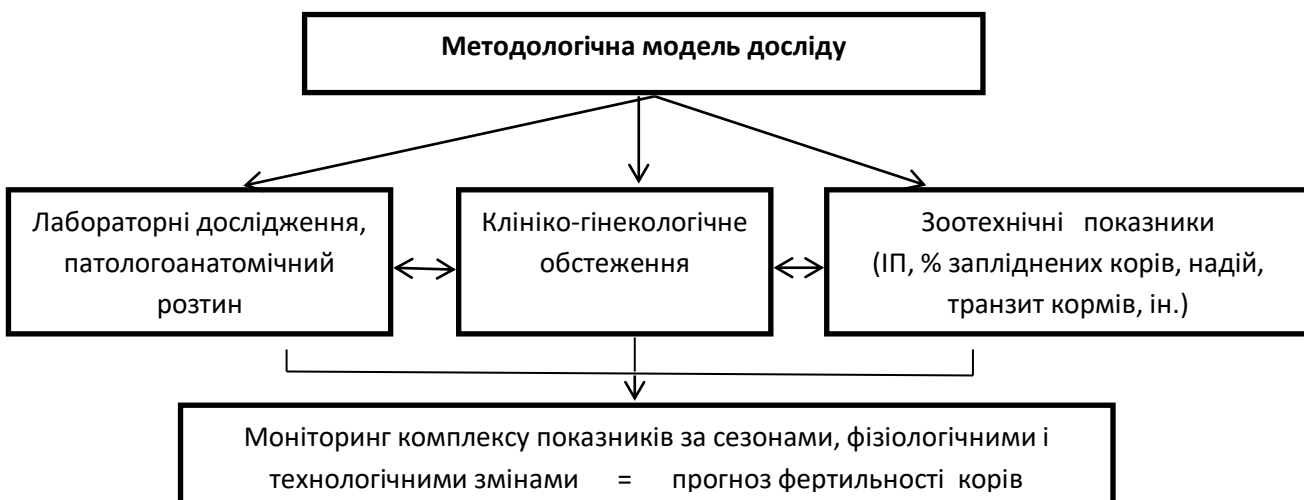 Методологічна модель досліду
Лабораторні дослідження,
патологоанатомічний
розтин
Клініко-гінекологічне
обстеження
Зоотехнічні показники
(ІП, % запліднених корів, надій,
транзит кормів, ін.)
Моніторинг комплексу показників за сезонами, фізіологічними і
технологічними змінами = прогноз фертильності корів